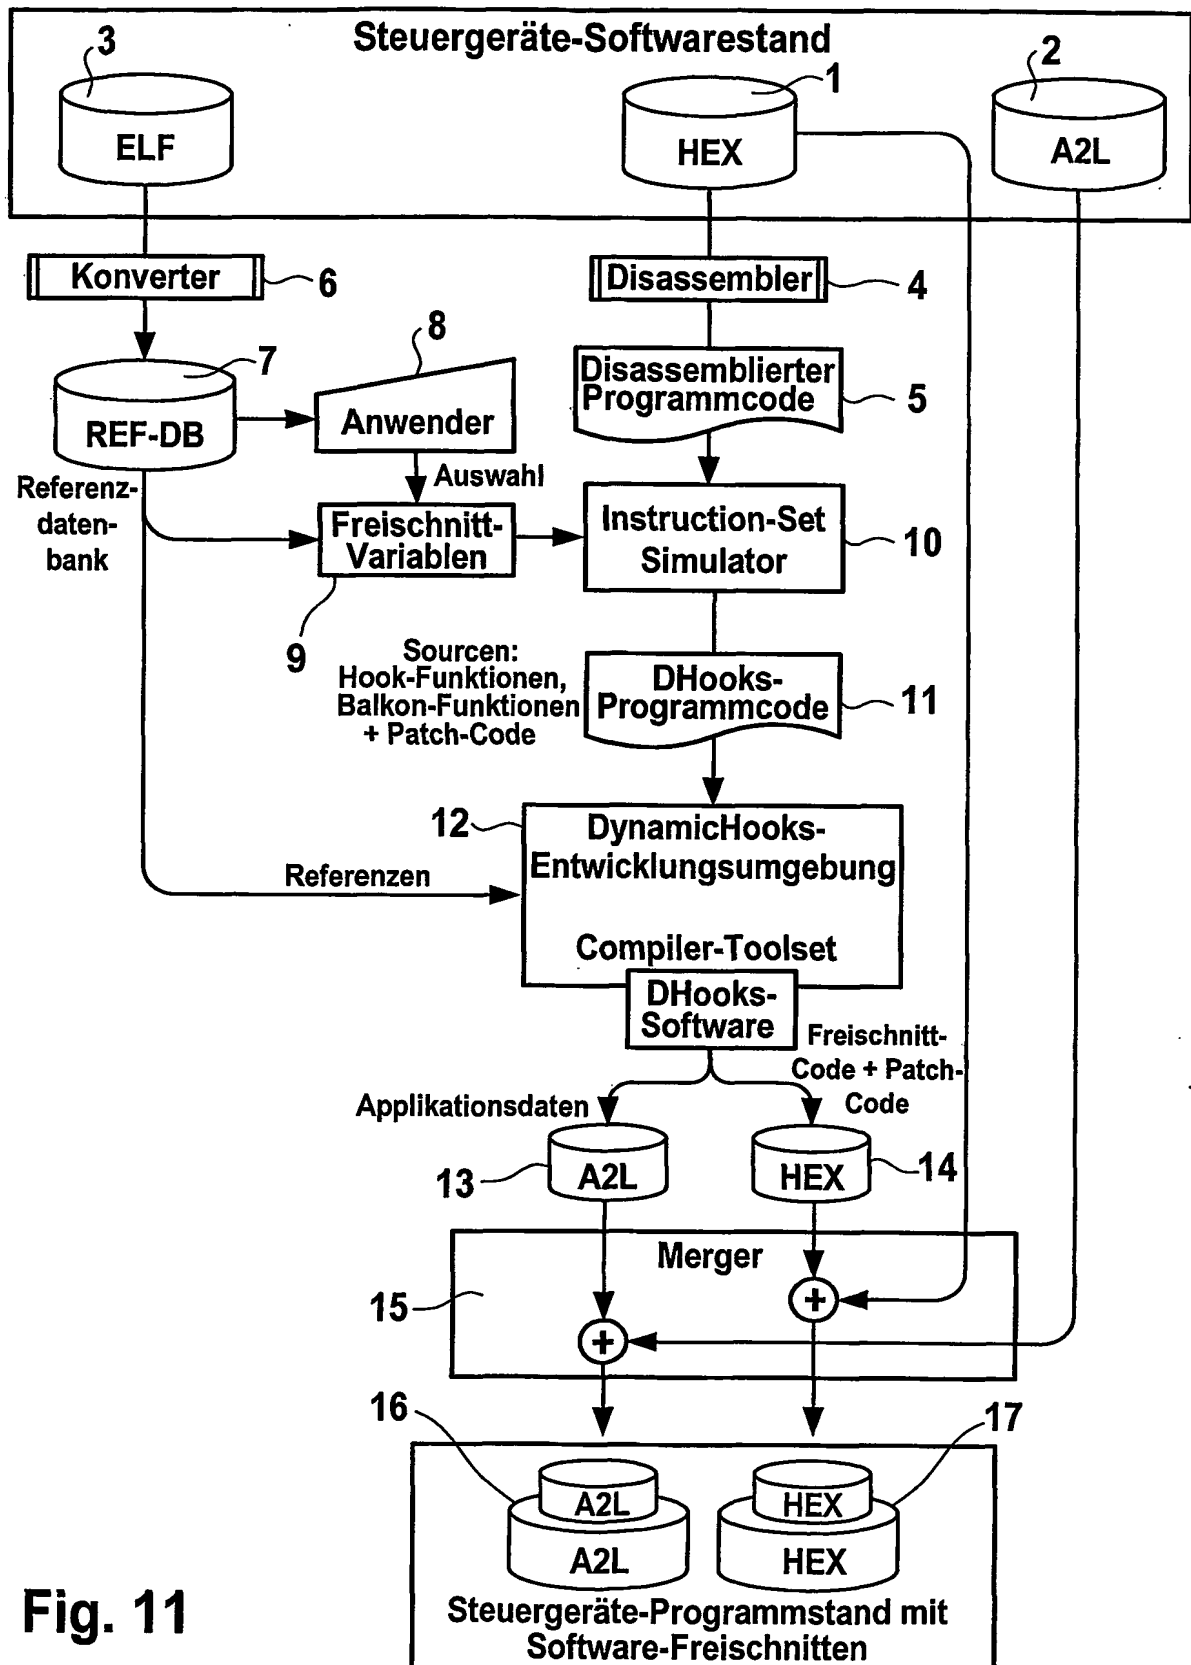 Steuergeräte-Softwarestand
3
1
2
ELF
HEX
A2L
Konverter
6
Disassembler
4
8
7
REF-DB
Anwender
Disassemblierter
Programmcode
5
Auswahl
Referenz-
daten-
bank
Freischnitt-
Variablen
9
Instruction-Set
Simulator
10
Sourcen:
Hook-Funktionen,
Balkon-Funktionen
+ Patch-Code
DHooks-
Programmcode
11
12
DynamicHooks-
Entwicklungsumgebung
Referenzen
Compiler-Toolset
DHooks-
Software
Freischnitt-
Code + Patch-
Code
Applikationsdaten
13
A2L
HEX
14
Merger
15
+
+
16
17
A2L
HEX
A2L
HEX
Steuergeräte-Programmstand mit
Software-Freischnitten
Fig. 11